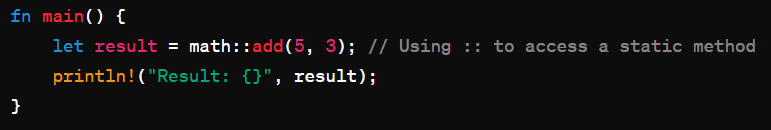 fn main() {
    let result = math::add(5, 3); // Using :: to access a static method
    println!("Result: {}", result);
}